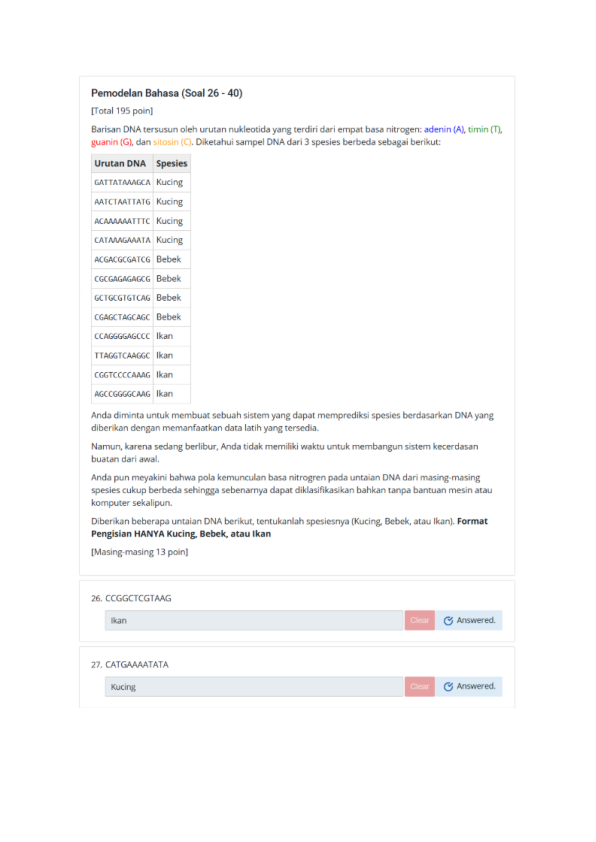 Pemodelan Bahasa (Soal 26 - 40)
[Total 195 poin]
Barisan DNA tersusun oleh urutan nukleotida yang terdiri dari empat basa nitrogen: adenin (A), timin (T),
guanin (G), dan sitosin (C). Diketahui sampel DNA dari 3 spesies berbeda sebagai berikut:
Urutan DNA Spesies
GATTATAAAGCA Kucing
AATCTAATTATG Kucing
ACAAAAAATTTC Kucing
CATAAAGAAATA Kucing
ACGACGCGATCG Bebek
CGCGAGAGAGCG Bebek
GCTGCGTGTCAG Bebek
CGAGCTAGCAGC Bebek
CCAGGGGAGCCC Ikan
TTAGGTCAAGGC Ikan
CGGTCCCCAAAG Ikan
AGCCGGGGCAAG Ikan
Anda diminta untuk membuat sebuah sistem yang dapat memprediksi spesies berdasarkan DNA yang
diberikan dengan memanfaatkan data latih yang tersedia.
Namun, karena sedang berlibur, Anda tidak memiliki waktu untuk membangun sistem kecerdasan
buatan dari awal.
Anda pun meyakini bahwa pola kemunculan basa nitrogren pada untaian DNA dari masing-masing
spesies cukup berbeda sehingga sebenarnya dapat diklasifikasikan bahkan tanpa bantuan mesin atau
komputer sekalipun.
Diberikan beberapa untaian DNA berikut, tentukanlah spesiesnya (Kucing, Bebek, atau Ikan). Format
Pengisian HANYA Kucing, Bebek, atau Ikan
[Masing-masing 13 poin]
26. CCGGCTCGTAAG
Ikan Clear Answered.
27. CATGAAAATATA
Kucing Clear Answered.